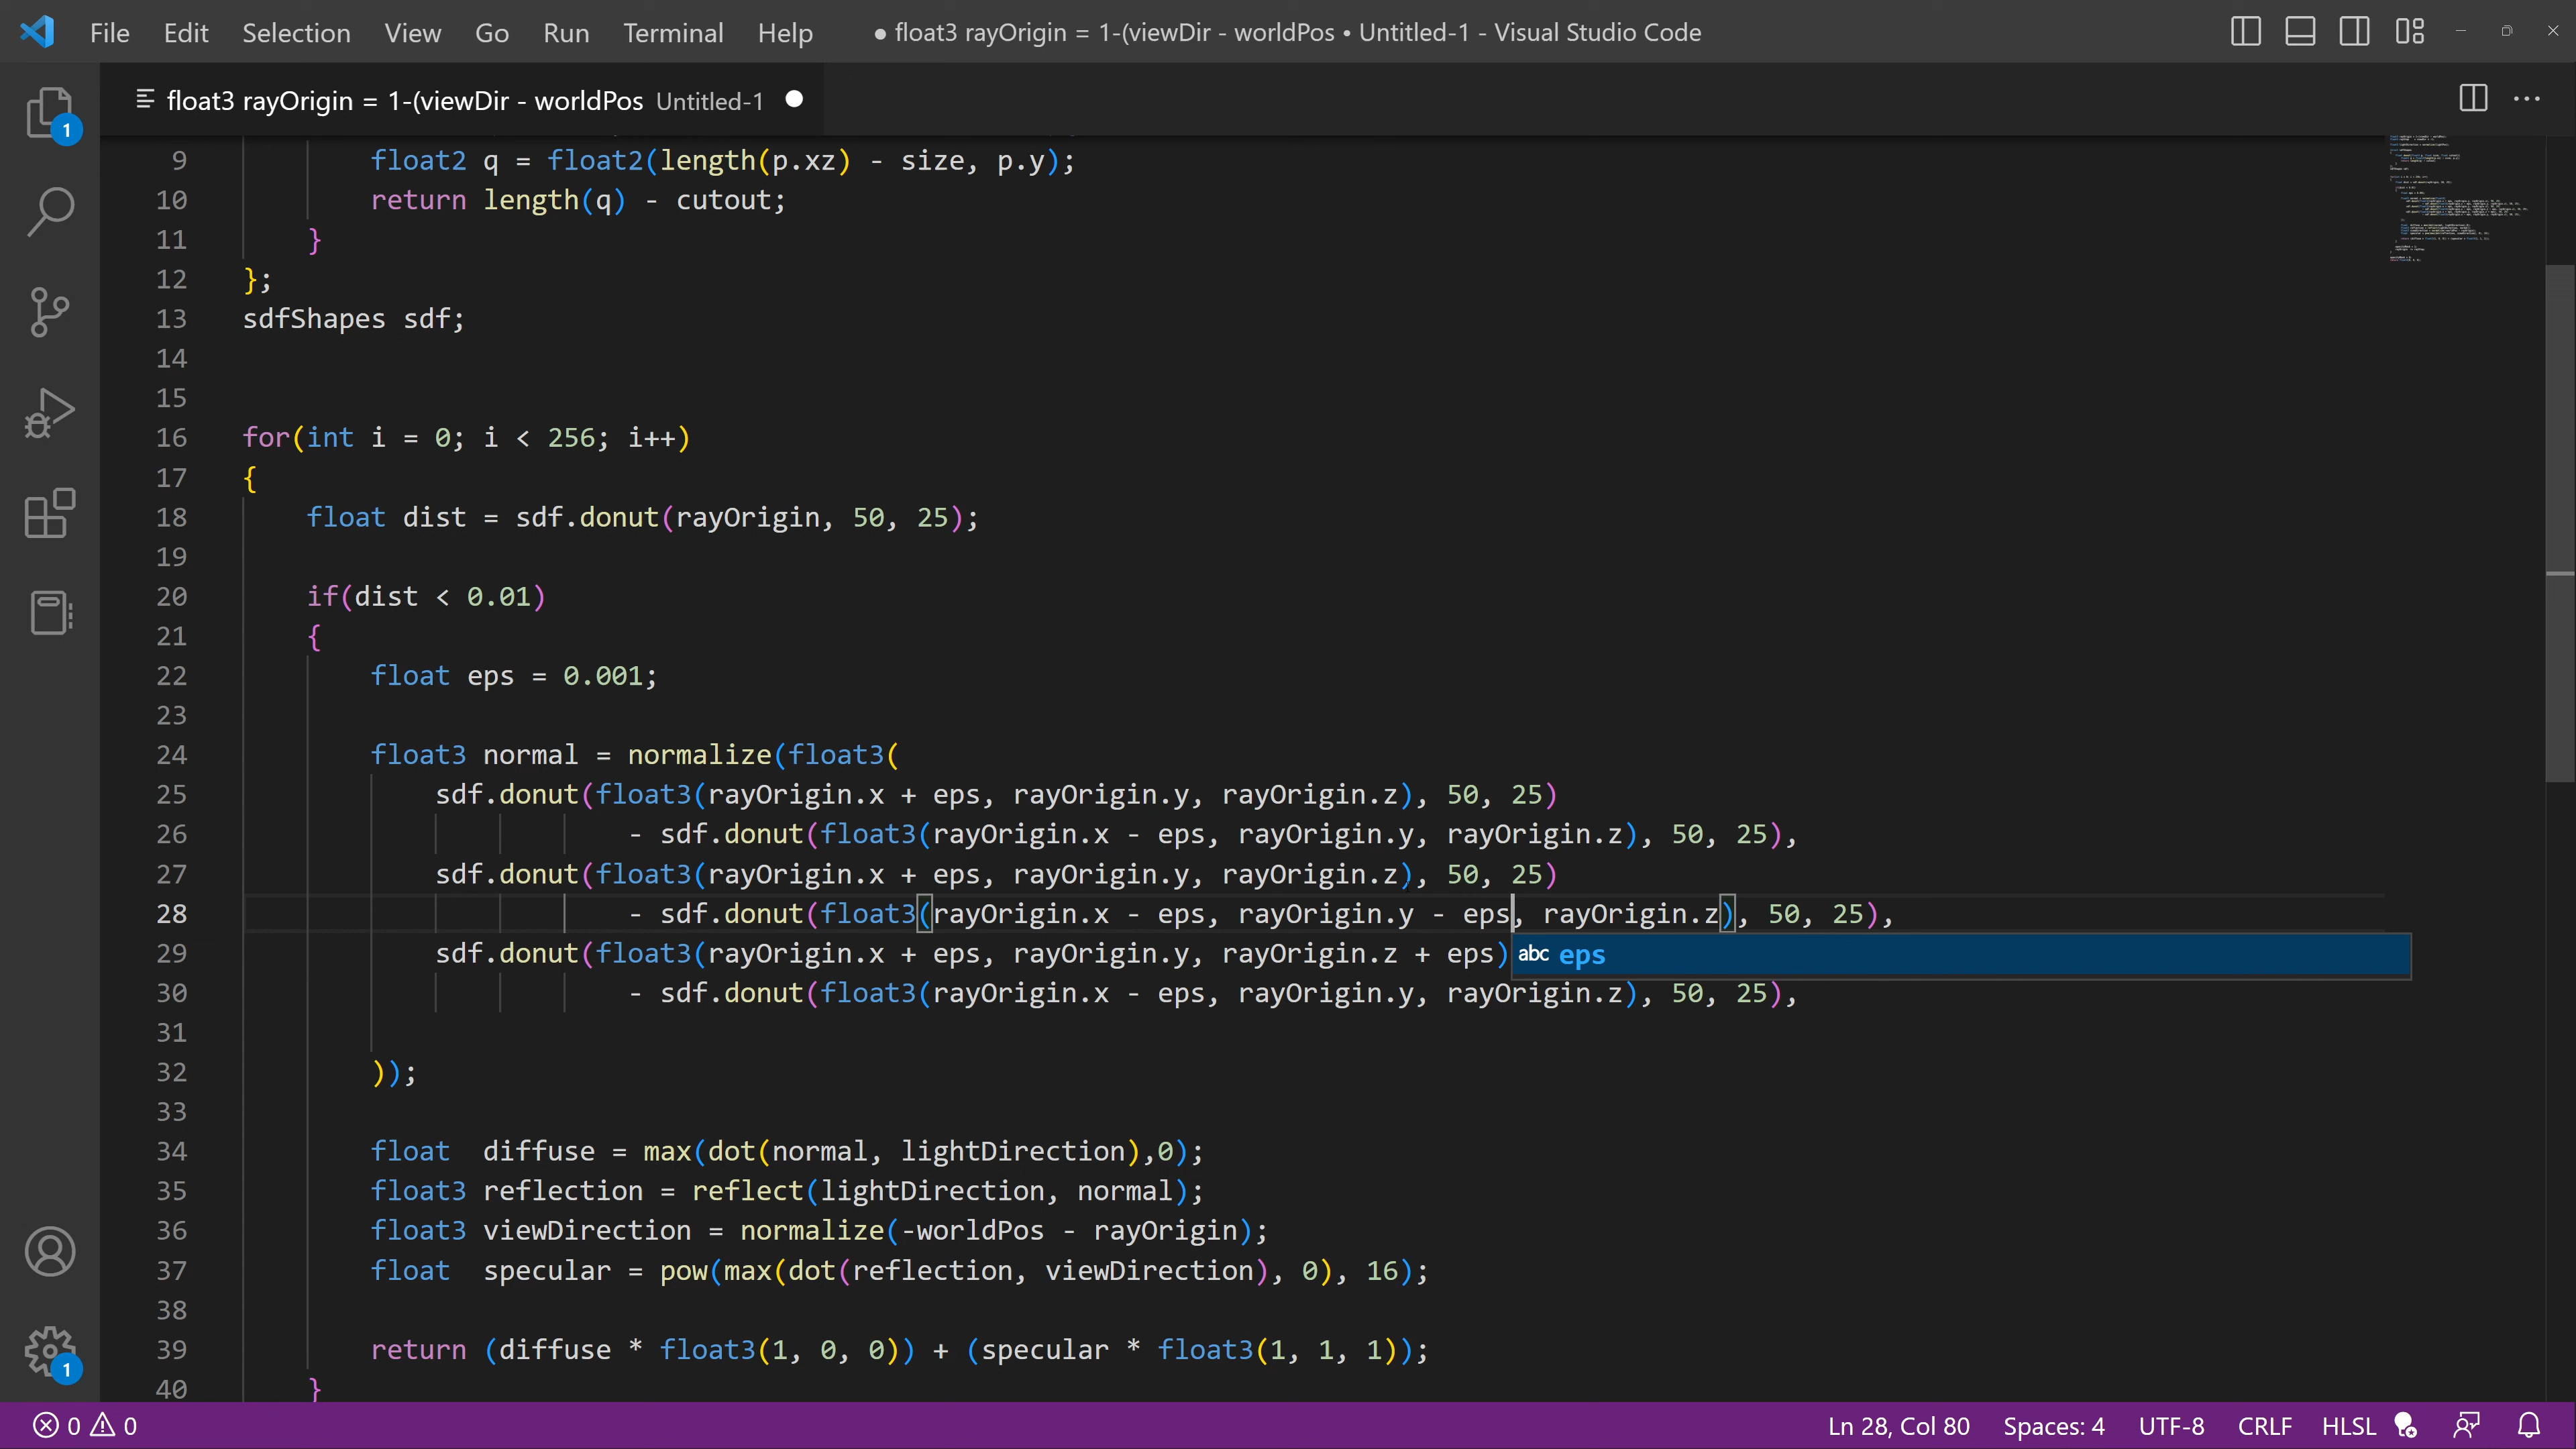 File Edit Selection View Go Run Terminal Help ● float3 rayOrigin = 1-(viewDir - worldPos • Untitled-1 - Visual Studio Code
float3 rayOrigin = 1-(viewDir - worldPos Untitled-1 ●
1
9 float2 q = float2(length(p.xz) - size, p.y);
10 return length(q) - cutout;
11 }
12 };
13 sdfShapes sdf;
14
15
16 for(int i = 0; i < 256; i++)
17 {
18 float dist = sdf.donut(rayOrigin, 50, 25);
19
20 if(dist < 0.01)
21 {
22 float eps = 0.001;
23
24 float3 normal = normalize(float3(
25 sdf.donut(float3(rayOrigin.x + eps, rayOrigin.y, rayOrigin.z), 50, 25)
26 - sdf.donut(float3(rayOrigin.x - eps, rayOrigin.y, rayOrigin.z), 50, 25),
27 sdf.donut(float3(rayOrigin.x + eps, rayOrigin.y, rayOrigin.z), 50, 25)
28 - sdf.donut(float3(rayOrigin.x - eps, rayOrigin.y - eps, rayOrigin.z), 50, 25),
29 sdf.donut(float3(rayOrigin.x + eps, rayOrigin.y, rayOrigin.z + eps)
abc eps
30 - sdf.donut(float3(rayOrigin.x - eps, rayOrigin.y, rayOrigin.z), 50, 25),
31
32 ));
33
34 float diffuse = max(dot(normal, lightDirection),0);
35 float3 reflection = reflect(lightDirection, normal);
36 float3 viewDirection = normalize(-worldPos - rayOrigin);
37 float specular = pow(max(dot(reflection, viewDirection), 0), 16);
38
39 return (diffuse * float3(1, 0, 0)) + (specular * float3(1, 1, 1));
40 }
1
0 0 Ln 28, Col 80 Spaces: 4 UTF-8 CRLF HLSL